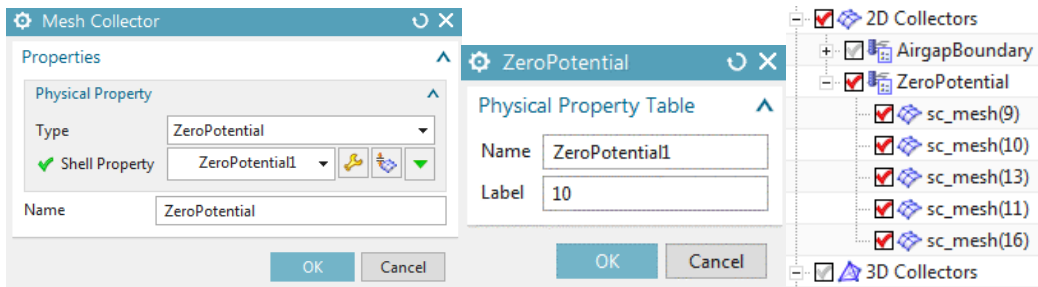 Mesh Collector
Properties
Physical Property
Type ZeroPotential
Shell Property ZeroPotential1
Name ZeroPotential
OK Cancel
ZeroPotential
Physical Property Table
Name ZeroPotential1
Label 10
OK Cancel
2D Collectors
AirgapBoundary
ZeroPotential
sc_mesh(9)
sc_mesh(10)
sc_mesh(13)
sc_mesh(11)
sc_mesh(16)
3D Collectors